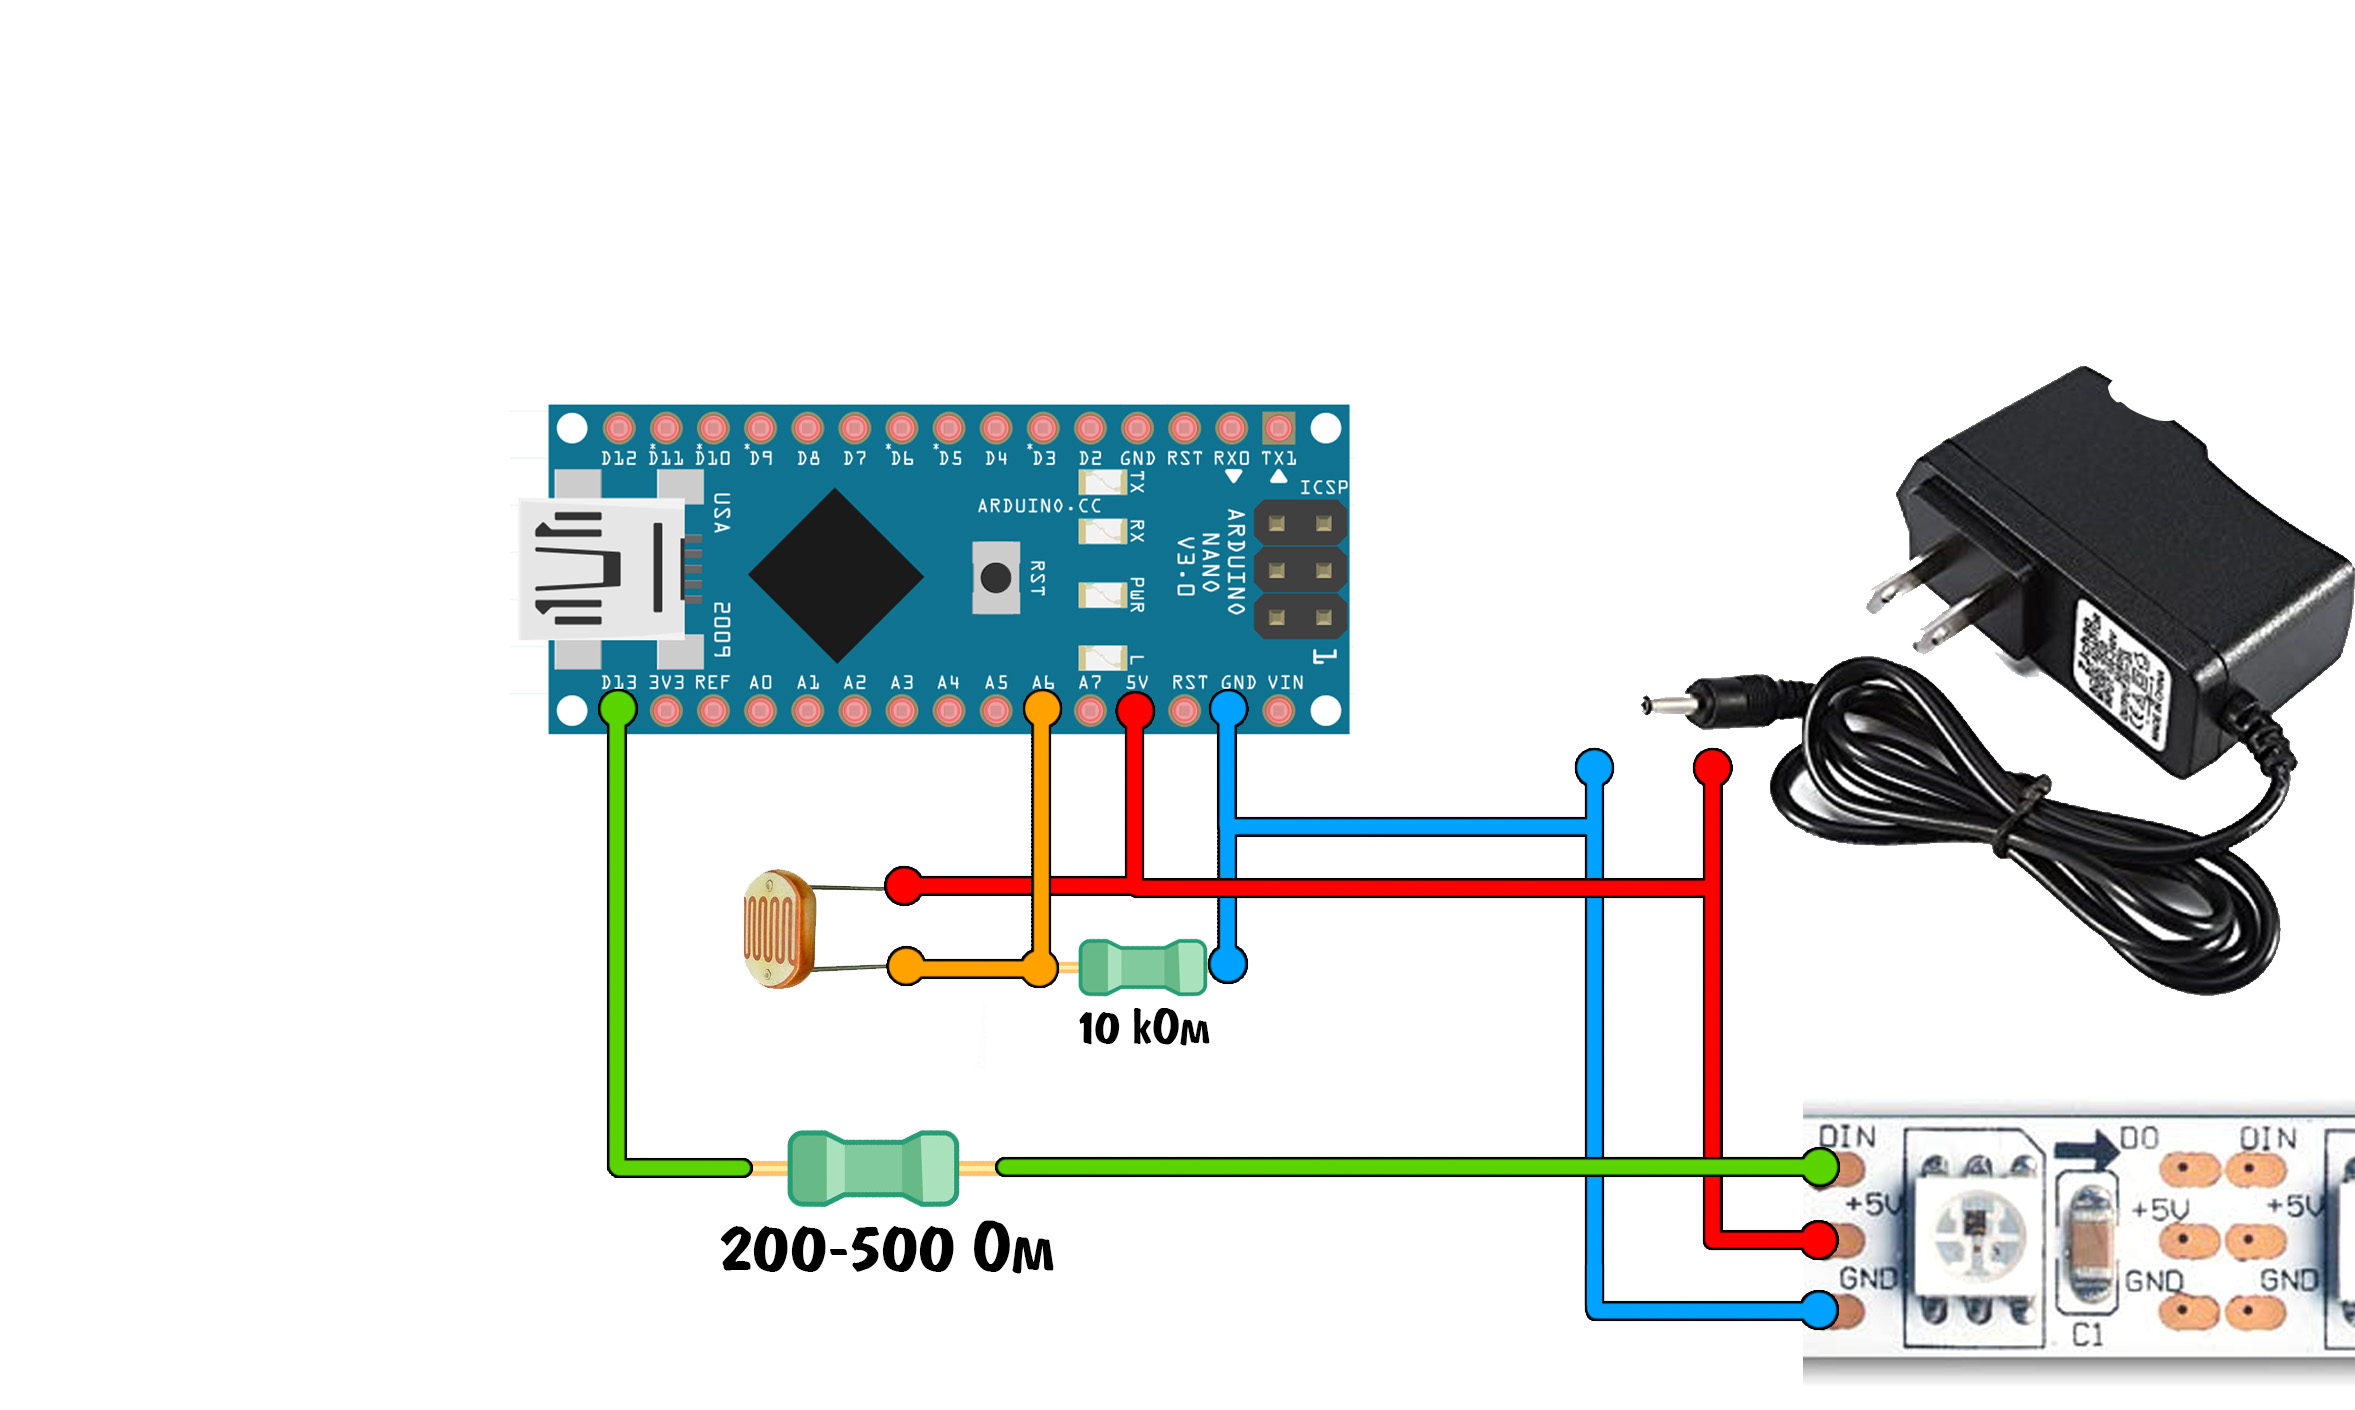 D12 D11 D10 D9 D8 D7 D6 D5 D4 D3 D2 GND RST RX0 TX1
ICSP
USA
TX
ARDUINO.CC
RX
ARDUINO
NANO
V3.0
RST
PWR
2009
L
1
D13 3V3 REF A0 A1 A2 A3 A4 A5 A6 A7 5V RST GND VIN
10 kОм
200-500 Ом
DIN DO DIN
+5V +5V +5V
GND GND GND
C1